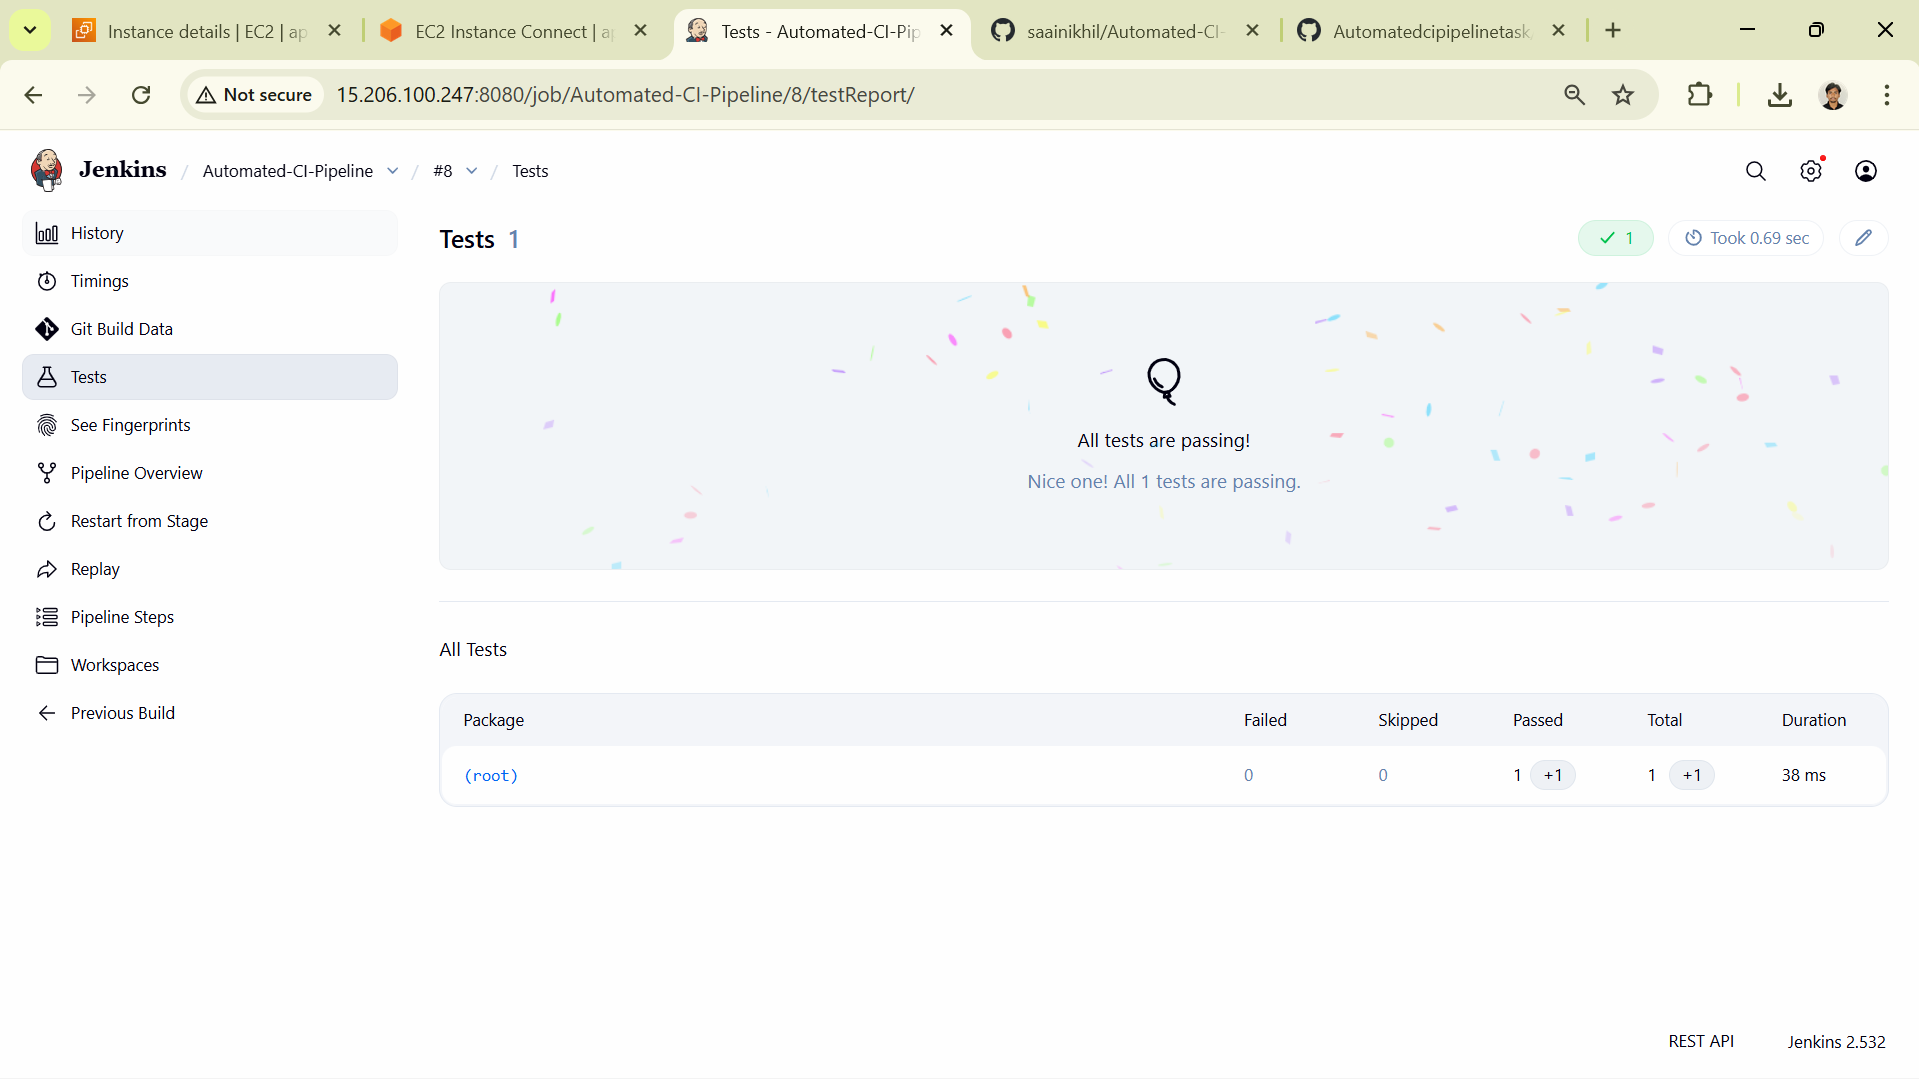 Instance details | EC2 | ap
EC2 Instance Connect | ap
Tests - Automated-CI-Pip
saainikhil/Automated-CI-
Automatedcipipelinetask
Not secure
15.206.100.247:8080/job/Automated-CI-Pipeline/8/testReport/
Jenkins / Automated-CI-Pipeline / #8 / Tests
History
Timings
Git Build Data
Tests
See Fingerprints
Pipeline Overview
Restart from Stage
Replay
Pipeline Steps
Workspaces
Previous Build
Tests 1
1
Took 0.69 sec
All tests are passing!
Nice one! All 1 tests are passing.
All Tests
Package Failed Skipped Passed Total Duration
(root) 0 0 1 +1 1 +1 38 ms
REST API Jenkins 2.532